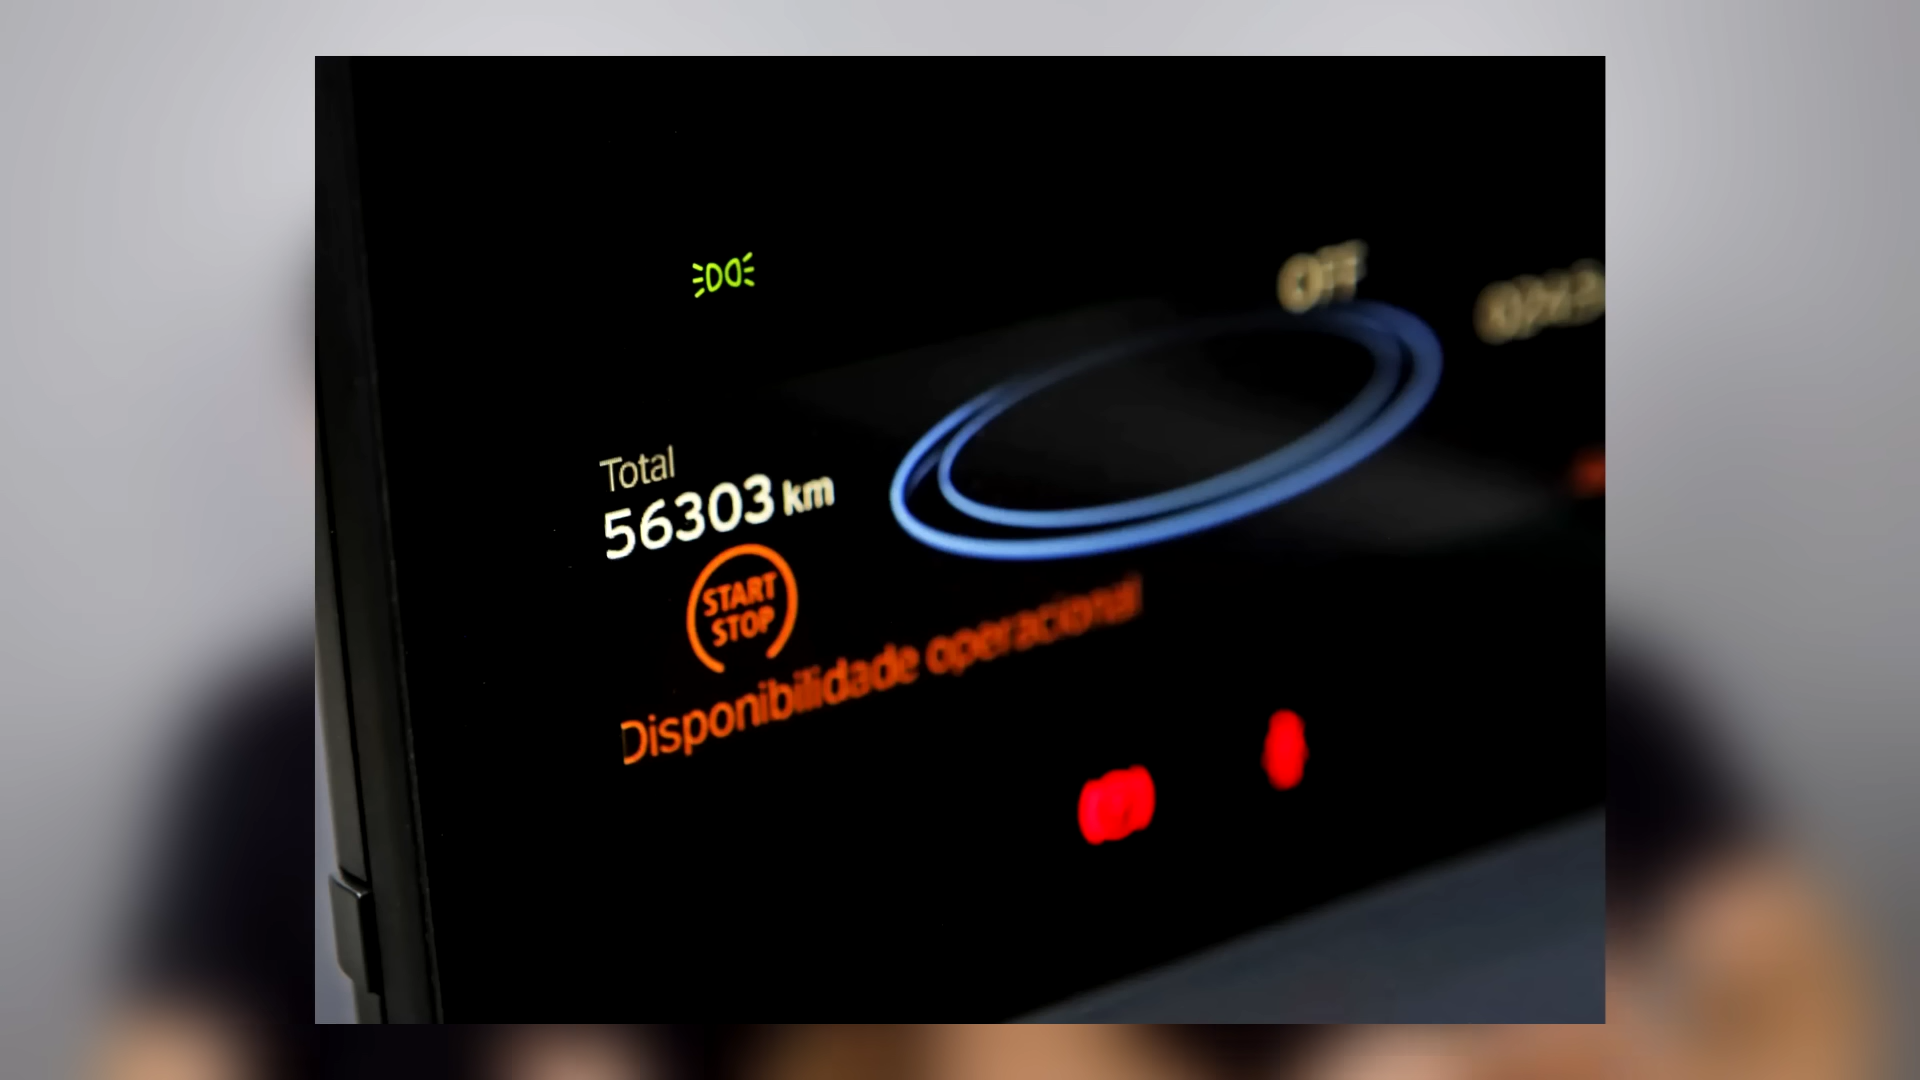 OFF
Total
56303 km
START
STOP
Disponibilidade operacional